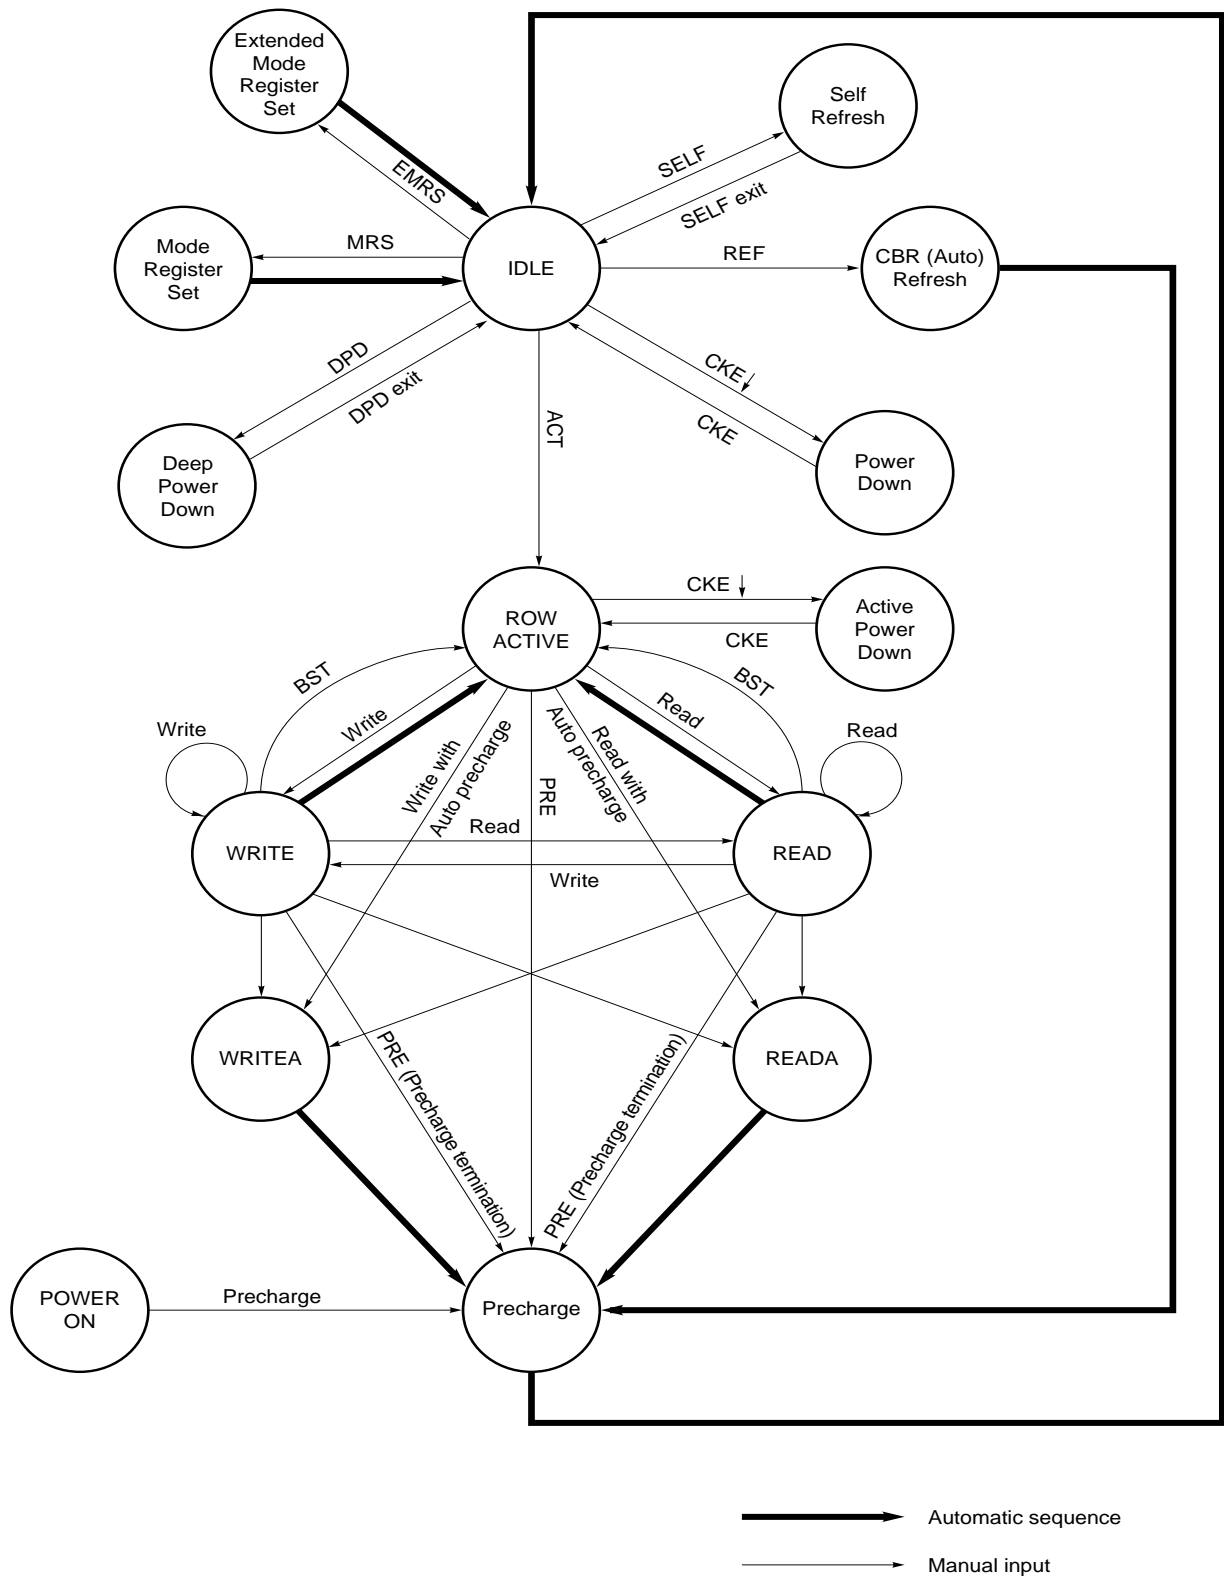 Extended
Mode
Register
Set
Self
Refresh
EMRS
SELF
SELF exit
Mode
Register
Set
MRS
IDLE
REF
CBR (Auto)
Refresh
DPD
DPD exit
CKE
CKE
ACT
Deep
Power
Down
Power
Down
ROW
ACTIVE
CKE
CKE
Active
Power
Down
BST
BST
Write
Write
Read
Read
Write with
Auto precharge
PRE
Read with
Auto precharge
WRITE
Read
Write
READ
WRITEA
READA
PRE (Precharge termination)
PRE (Precharge termination)
POWER
ON
Precharge
Precharge
Automatic sequence
Manual input